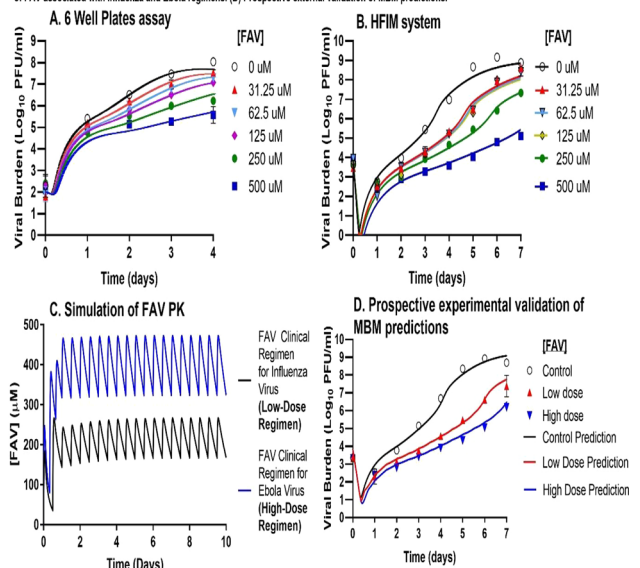 A. 6 Well Plates assay
Viral Burden (Log10 PFU/ml)
9
8
7
6
5
4
3
2
1
0
0 1 2 3 4
Time (days)
[FAV]
0 uM
31.25 uM
62.5 uM
125 uM
250 uM
500 uM
B. HFIM system
Viral Burden (Log10 PFU/ml)
10
9
8
7
6
5
4
3
2
1
0
0 1 2 3 4 5 6 7
Time (days)
[FAV]
0 uM
31.25 uM
62.5 uM
125 uM
250 uM
500 uM
C. Simulation of FAV PK
[FAV] (µM)
500
400
300
200
100
0
0 2 4 6 8 10
Time (Days)
FAV Clinical
Regimen
for Influenza
Virus
(Low-Dose
Regimen)
FAV Clinical
Regimen for
Ebola Virus
(High-Dose
Regimen)
D. Prospective experimental validation of
MBM predictions
Viral Burden (Log10 PFU/ml)
10
9
8
7
6
5
4
3
2
1
0
0 1 2 3 4 5 6 7
Time (days)
[FAV]
Control
Low dose
High dose
Control Prediction
Low Dose Prediction
High Dose Prediction